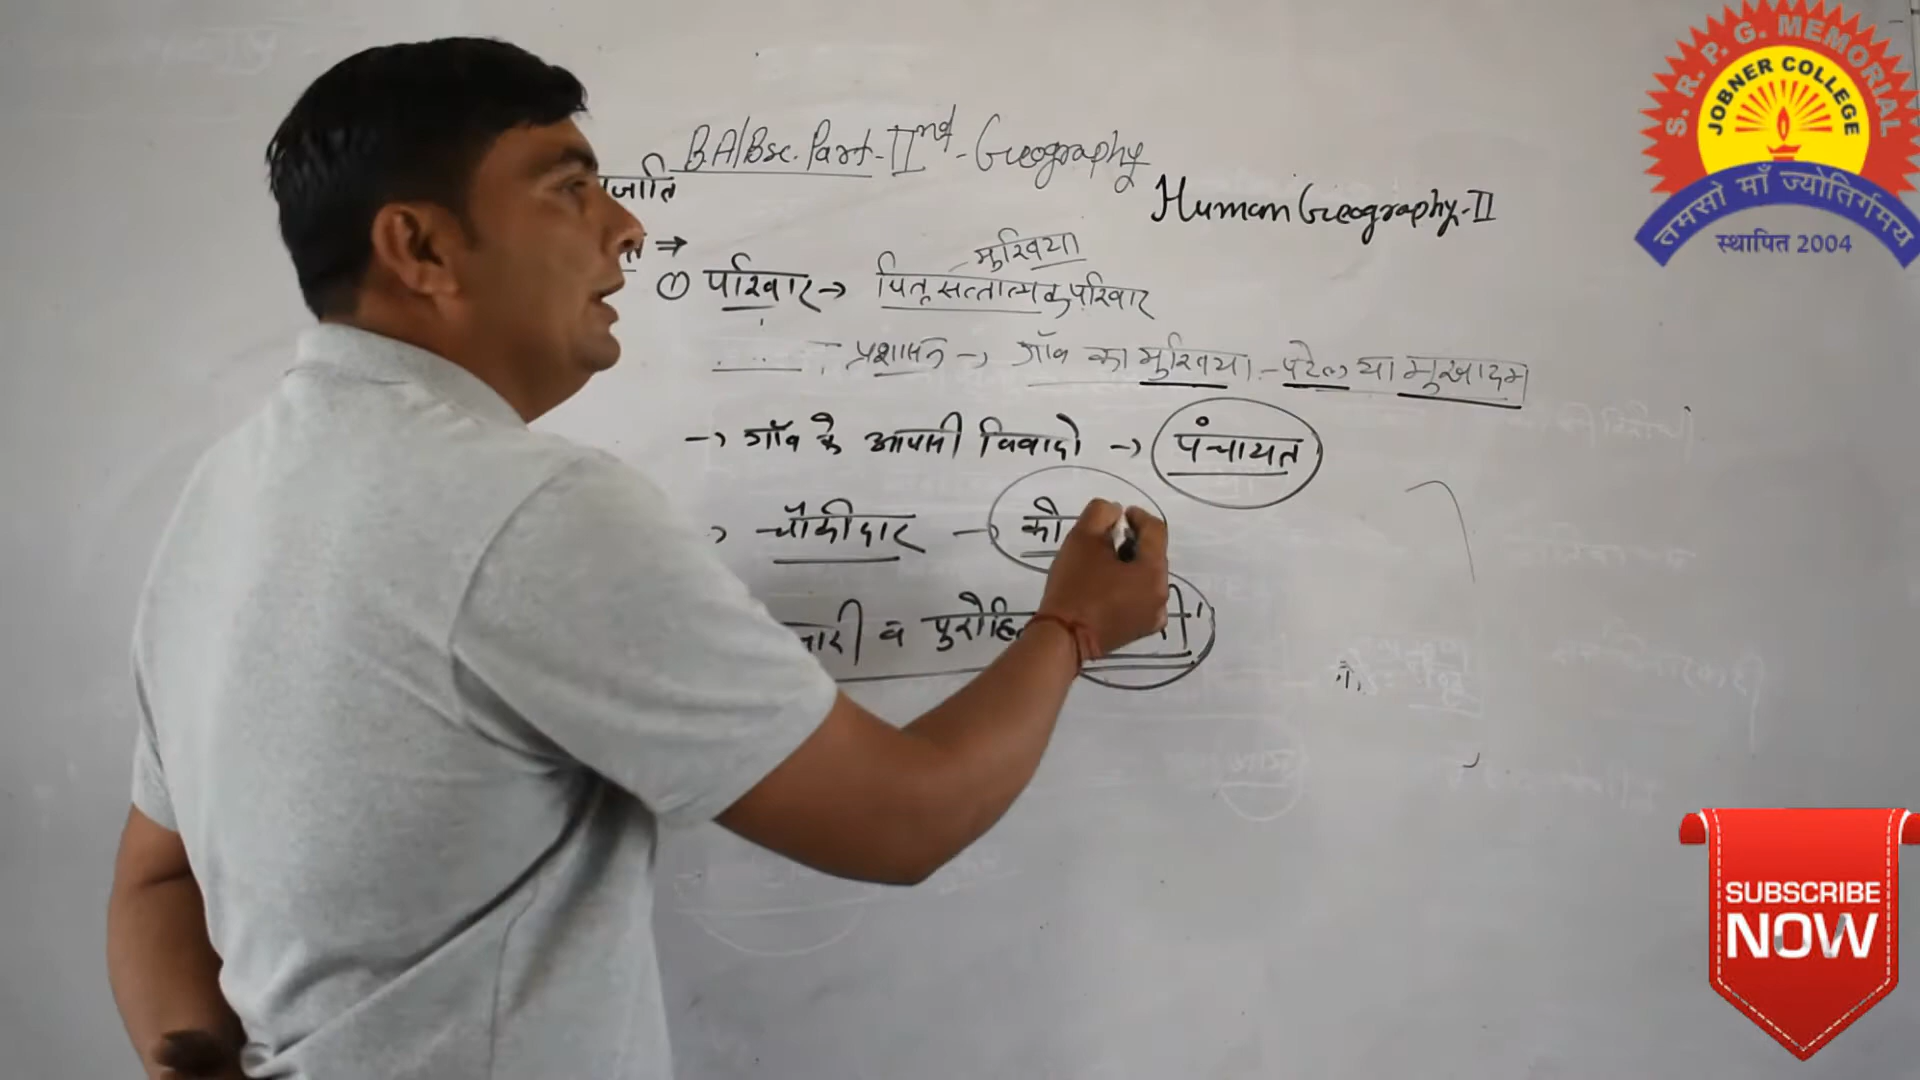 B.A/Bsc. Part-IInd - Geography
Human Geography-II
मुखिया
① परिवार → पितृसत्तात्मक परिवार
प्रशासन → गाँव का मुखिया - पटेल या मुखादम
→ गाँव के आपसी विवादो → पंचायत
→ चौकीदार →
व पुरोहित
S. R. P. G. MEMORIAL
JOBNER COLLEGE
तमसो माँ ज्योतिर्गमय
स्थापित 2004
SUBSCRIBE
NOW